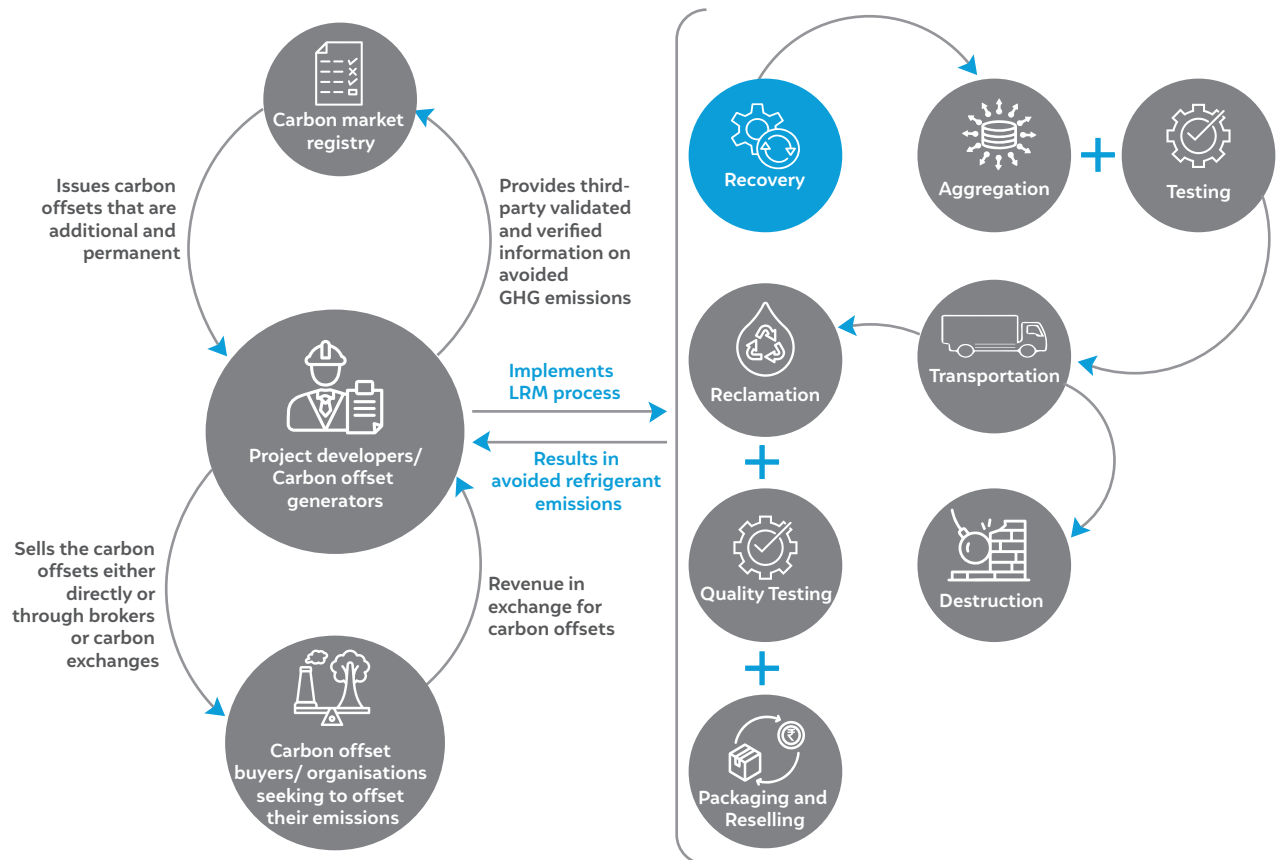 Carbon market
registry
Issues carbon
offsets that are
additional and
permanent
Provides third-
party validated
and verified
information on
avoided
GHG emissions
Project developers/
Carbon offset
generators
Implements
LRM process
Results in
avoided refrigerant
emissions
Sells the carbon
offsets either
directly or
through brokers
or carbon
exchanges
Revenue in
exchange for
carbon offsets
Carbon offset
buyers/ organisations
seeking to offset
their emissions
Recovery
Aggregation
+
Testing
Reclamation
Transportation
+
Quality Testing
Destruction
+
₹
Packaging and
Reselling